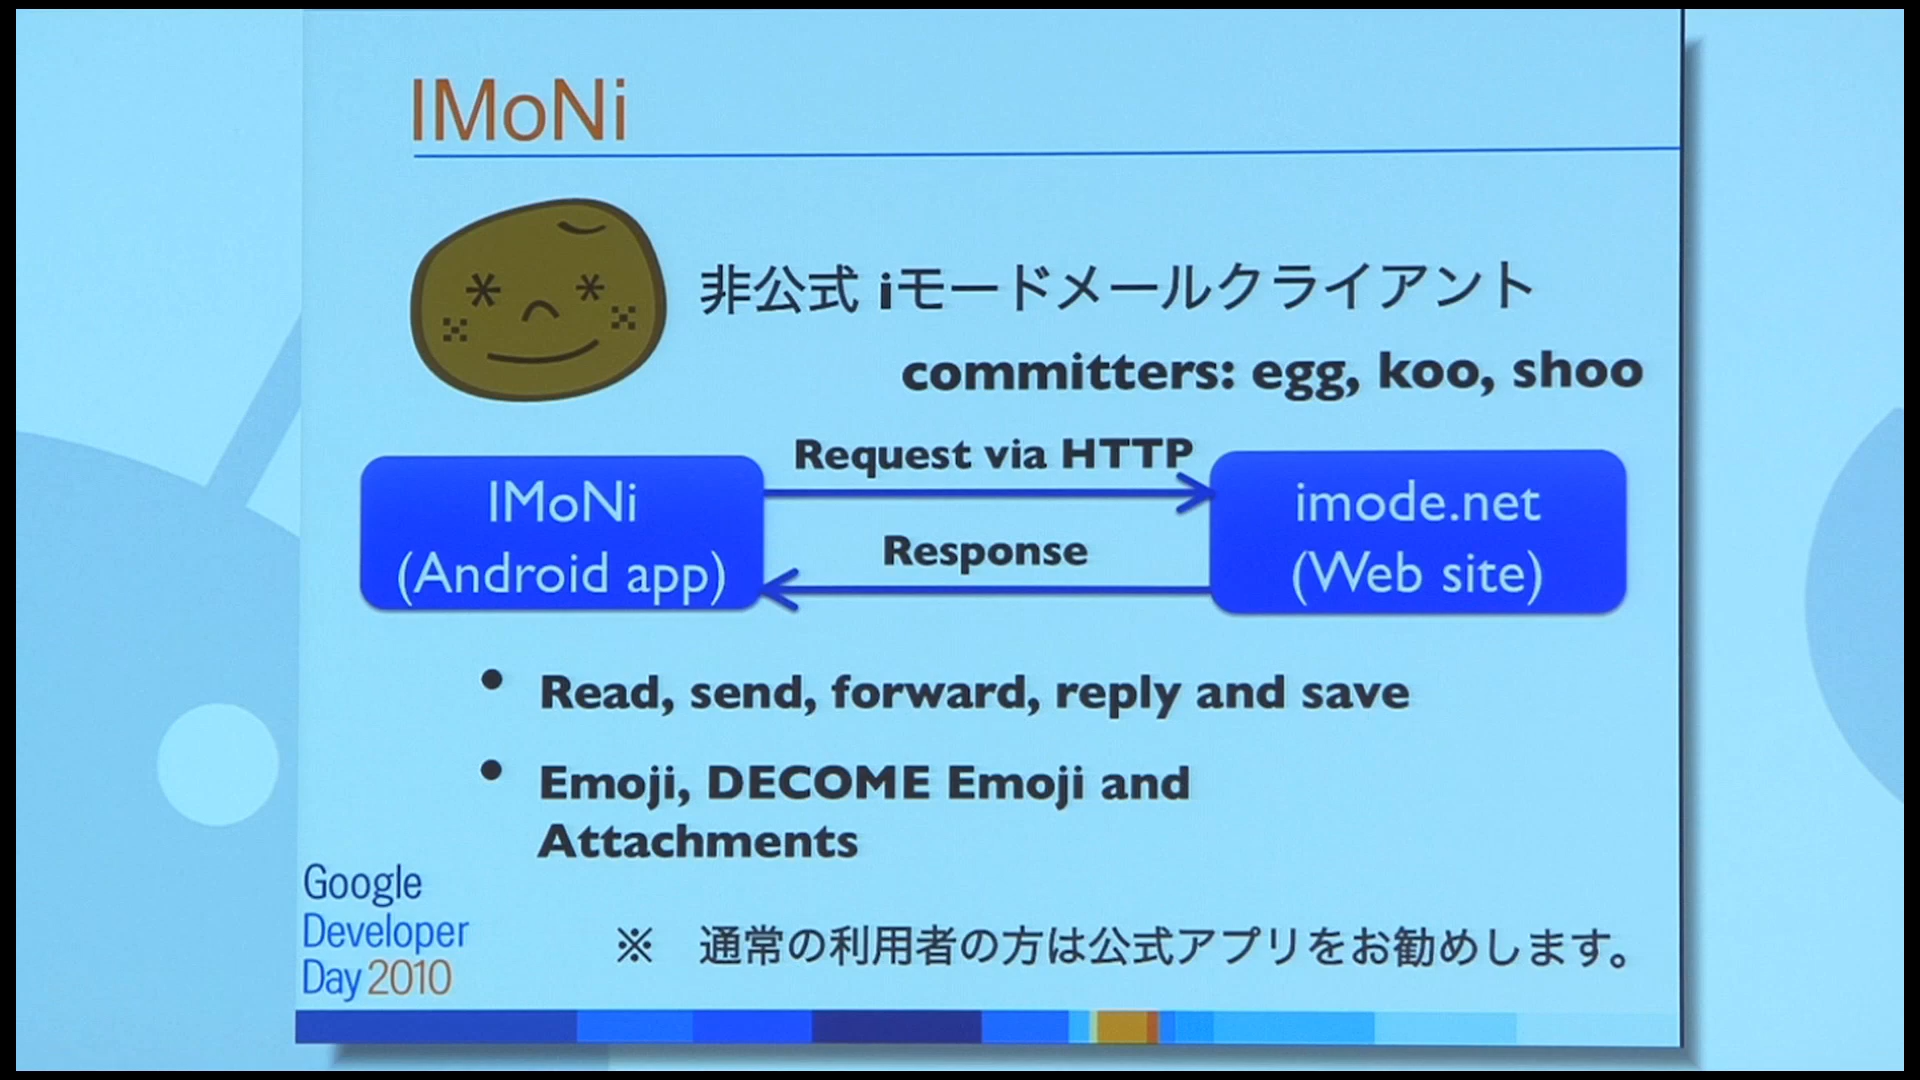 IMoNi
非公式 iモードメールクライアント
committers: egg, koo, shoo
Request via HTTP
IMoNi
(Android app)
imode.net
(Web site)
Response
• Read, send, forward, reply and save
• Emoji, DECOME Emoji and
Attachments
Google
Developer
Day 2010
※ 通常の利用者の方は公式アプリをお勧めします。